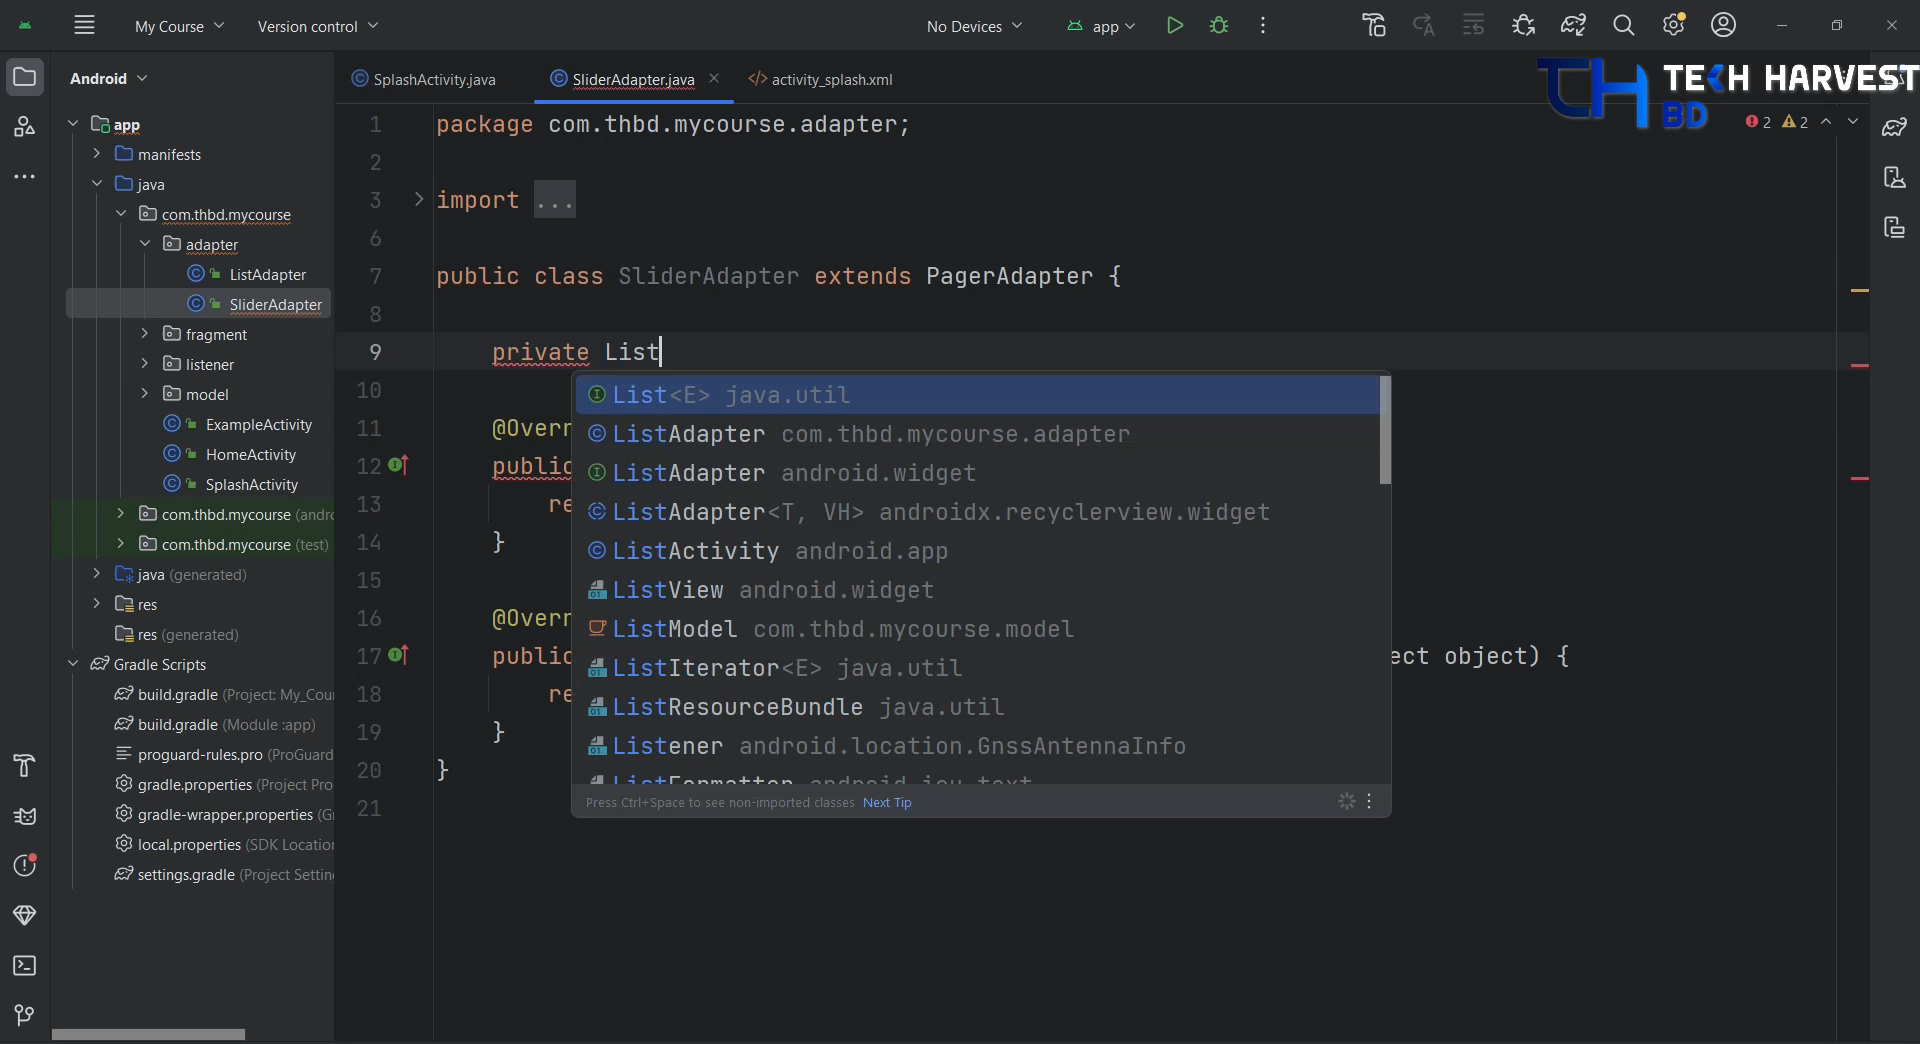 My Course
Version control
No Devices
app
Android
SplashActivity.java
SliderAdapter.java
activity_splash.xml
TECH HARVEST
BD
2
2
app
manifests
java
com.thbd.mycourse
adapter
ListAdapter
SliderAdapter
fragment
listener
model
ExampleActivity
HomeActivity
SplashActivity
com.thbd.mycourse (andro
com.thbd.mycourse (test)
java (generated)
res
res (generated)
Gradle Scripts
build.gradle (Project: My_Cour
build.gradle (Module :app)
proguard-rules.pro (ProGuard
gradle.properties (Project Pro
gradle-wrapper.properties (G
local.properties (SDK Location
settings.gradle (Project Settin
1 package com.thbd.mycourse.adapter;
2
3 import ...
6
7 public class SliderAdapter extends PagerAdapter {
8
9 private List
10
11 @Overr
12 public
13 re
14 }
15
16 @Overr
17 public ect object) {
18 re
19 }
20 }
21
List<E> java.util
ListAdapter com.thbd.mycourse.adapter
ListAdapter android.widget
ListAdapter<T, VH> androidx.recyclerview.widget
ListActivity android.app
ListView android.widget
ListModel com.thbd.mycourse.model
ListIterator<E> java.util
ListResourceBundle java.util
Listener android.location.GnssAntennaInfo
ListFormatter android.icu.text
Press Ctrl+Space to see non-imported classes Next Tip